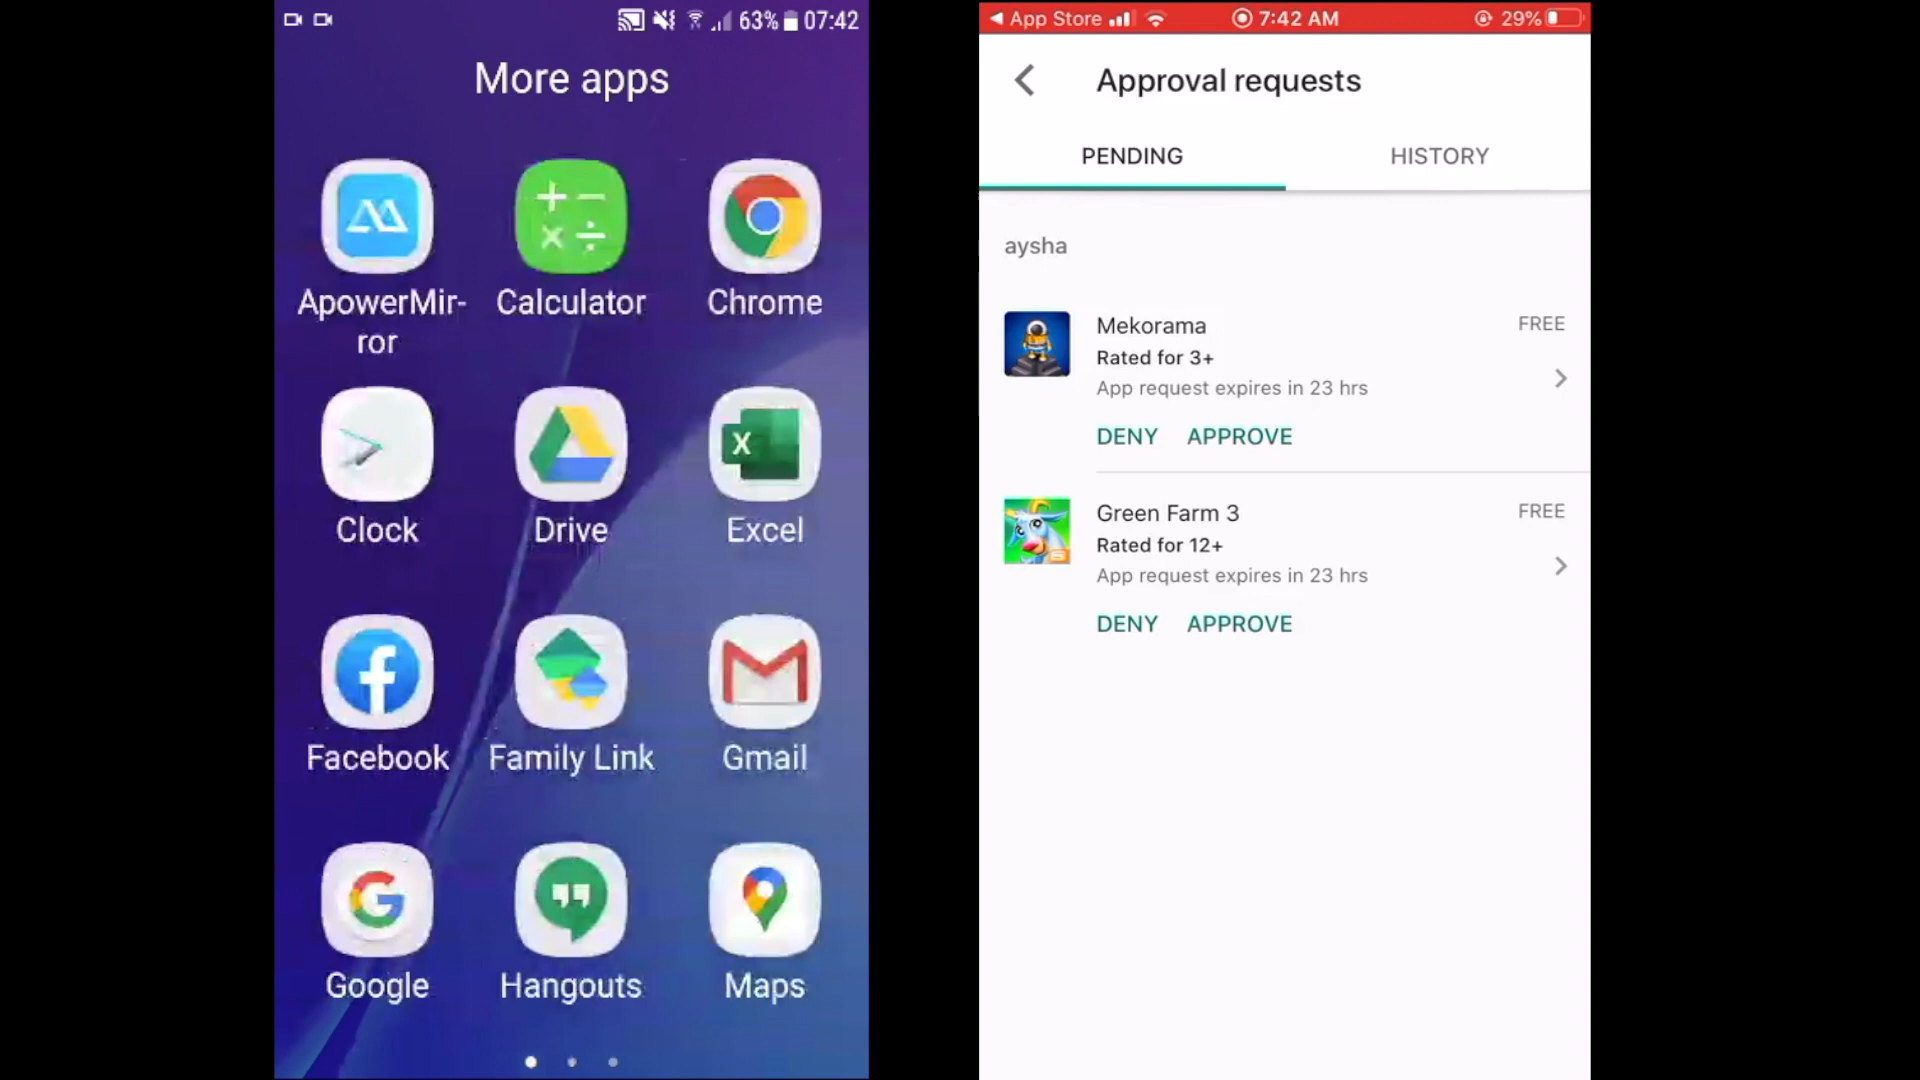 63% 07:42
More apps
ApowerMir-
ror
Calculator
Chrome
Clock
Drive
Excel
Facebook
Family Link
Gmail
Google
Hangouts
Maps
App Store 7:42 AM 29%
Approval requests
PENDING HISTORY
aysha
Mekorama FREE
Rated for 3+
App request expires in 23 hrs
DENY APPROVE
Green Farm 3 FREE
Rated for 12+
App request expires in 23 hrs
DENY APPROVE